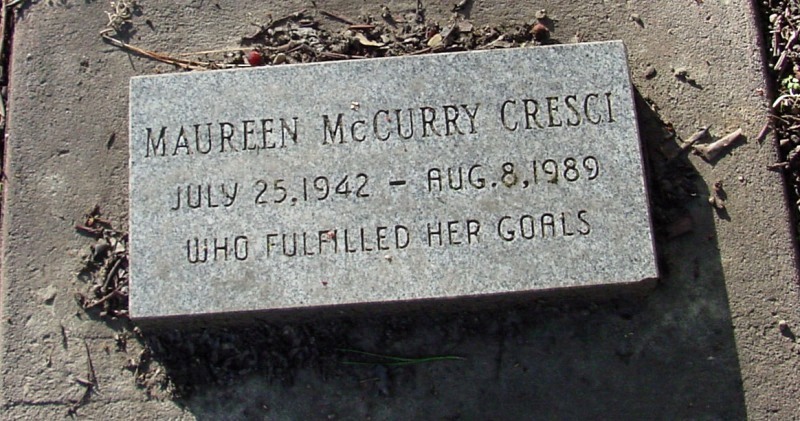 MAUREEN McCURRY CRESCI
JULY 25, 1942 - AUG. 8, 1989
WHO FULFILLED HER GOALS